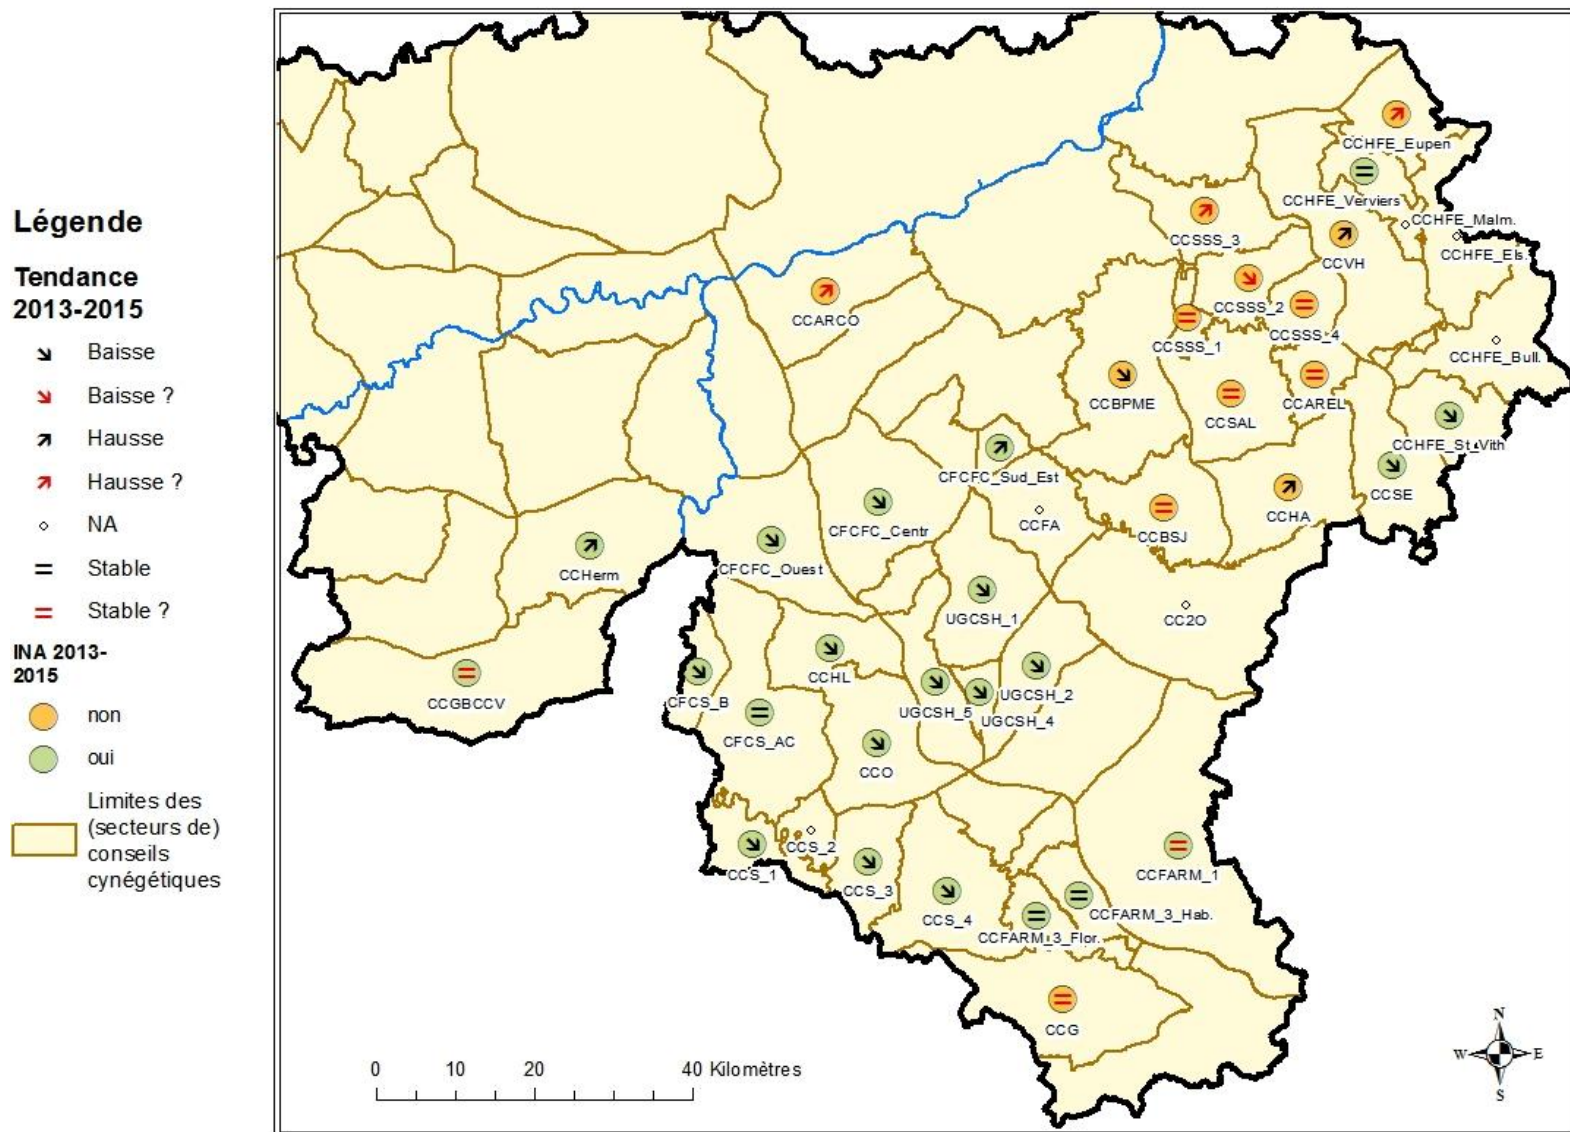 Légende
Tendance
2013-2015
Baisse
Baisse ?
Hausse
Hausse ?
NA
Stable
Stable ?
INA 2013-
2015
non
oui
Limites des
(secteurs de)
conseils
cynégétiques
CCHFE_Eupen
CCHFE_Verviers
CCHFE_Malm.
CCSSS_3
CCVH
CCHFE_Els.
CCSSS_2
CCARCO
CCSSS_1
CCSSS_4
CCHFE_Bull.
CCBPME
CCSAL
CCAREL
CCHFE_St_Vith
CFCFC_Sud_Est
CCSE
CFCFC_Centr
CCFA
CCBSJ
CCHA
CCHerm
CFCFC_Ouest
UGCSH_1
CC2O
CCHL
UGCSH_2
CCGBCCV
CFCS_B
UGCSH_5
UGCSH_4
CFCS_AC
CCO
CCS_2
CCS_1
CCS_3
CCFARM_1
CCS_4
CCFARM_3_Hab.
CCFARM_3_Flor.
CCG
0 10 20 40 Kilomètres
N
W E
S